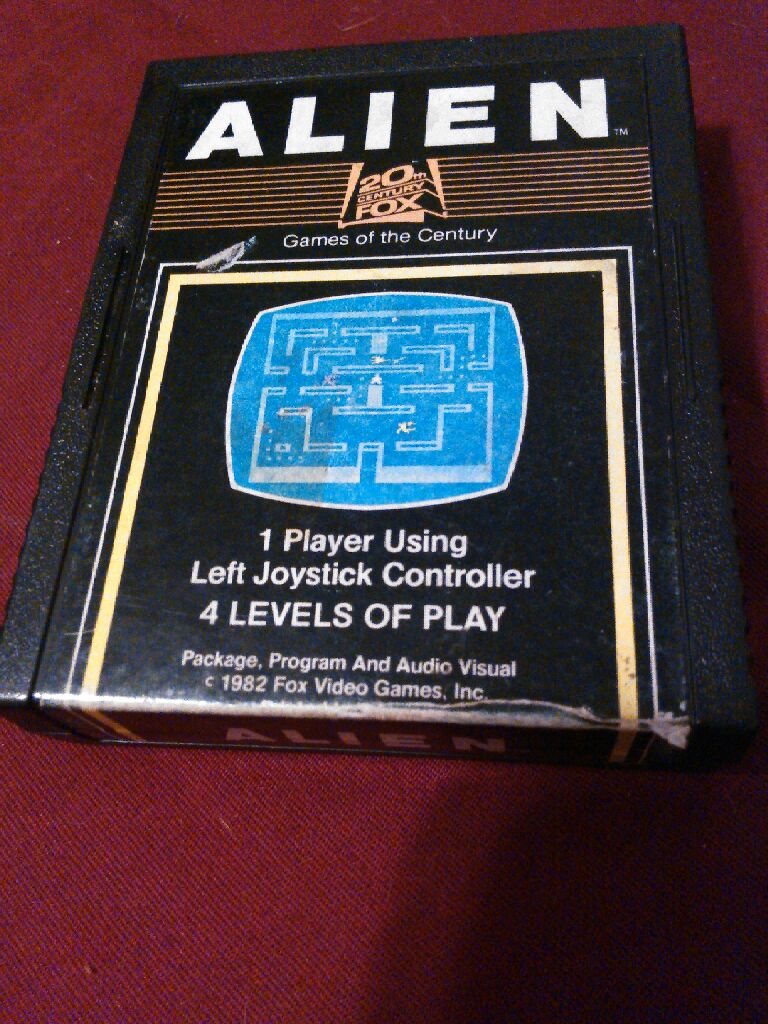 ALIEN™
20th
CENTURY
FOX
Games of the Century
1 Player Using
Left Joystick Controller
4 LEVELS OF PLAY
Package, Program And Audio Visual
c 1982 Fox Video Games, Inc.
ALIEN